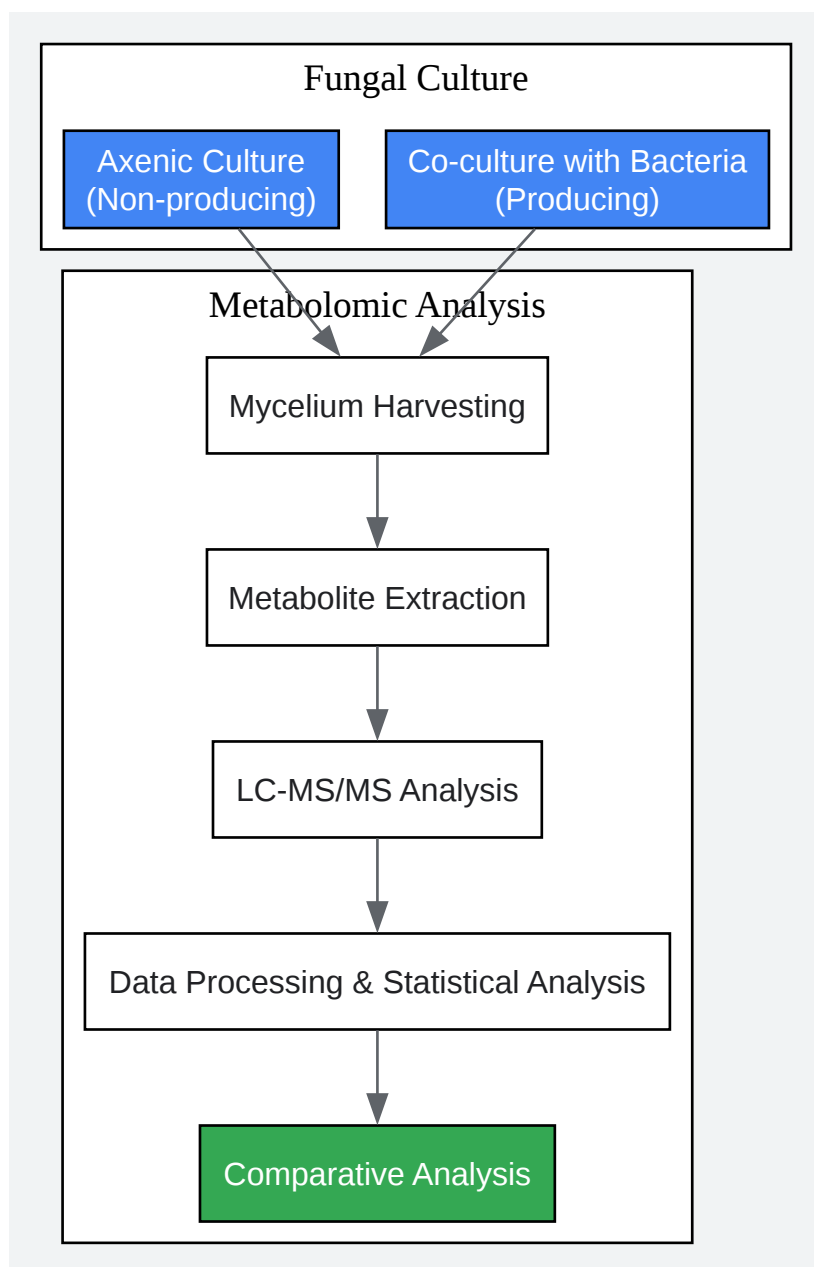 Fungal Culture
Axenic Culture
(Non-producing)
Co-culture with Bacteria
(Producing)
Metabolomic Analysis
Mycelium Harvesting
Metabolite Extraction
LC-MS/MS Analysis
Data Processing & Statistical Analysis
Comparative Analysis